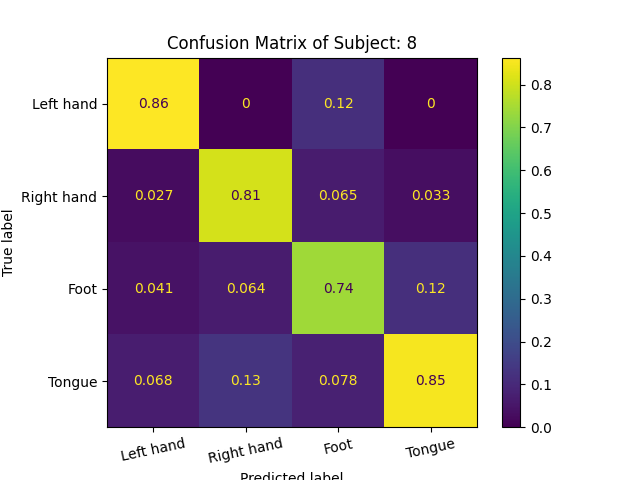 Confusion Matrix of Subject: 8
True label
Left hand 0.86 0 0.12 0
Right hand 0.027 0.81 0.065 0.033
Foot 0.041 0.064 0.74 0.12
Tongue 0.068 0.13 0.078 0.85
Left hand Right hand Foot Tongue
Predicted label
0.8
0.7
0.6
0.5
0.4
0.3
0.2
0.1
0.0